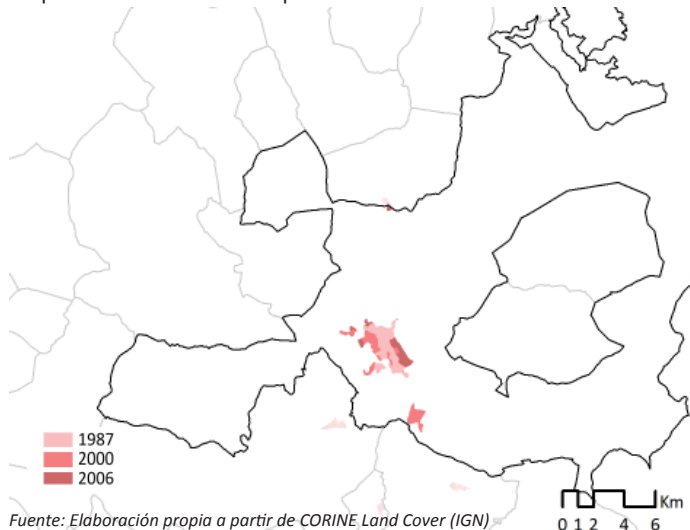 1987
2000
2006
Km
0 1 2 4 6
Fuente: Elaboración propia a partir de CORINE Land Cover (IGN)